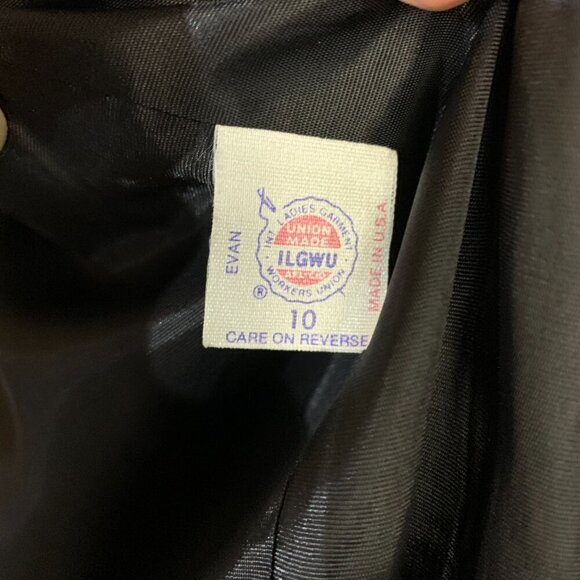 EVAN
INT. LADIES GARMENT
UNION
MADE
ILGWU
AFL-CIO
WORKERS UNION
®
MADE IN U.S.A.
10
CARE ON REVERSE